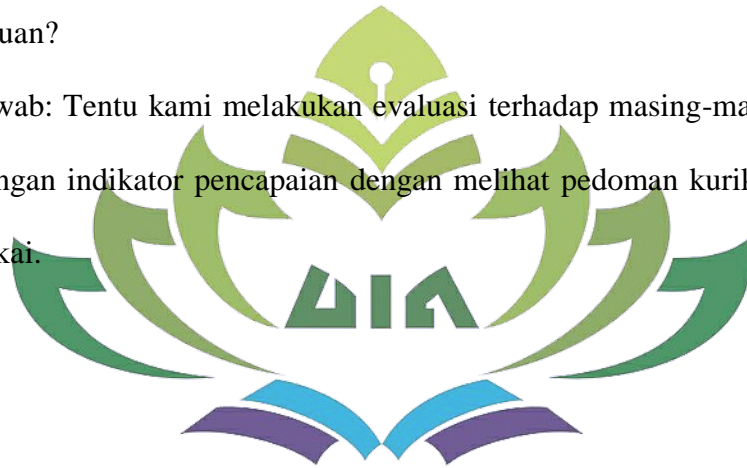 uan?
wab: Tentu kami melakukan evaluasi terhadap masing-ma
ngan indikator pencapaian dengan melihat pedoman kurik
kai.
UIN